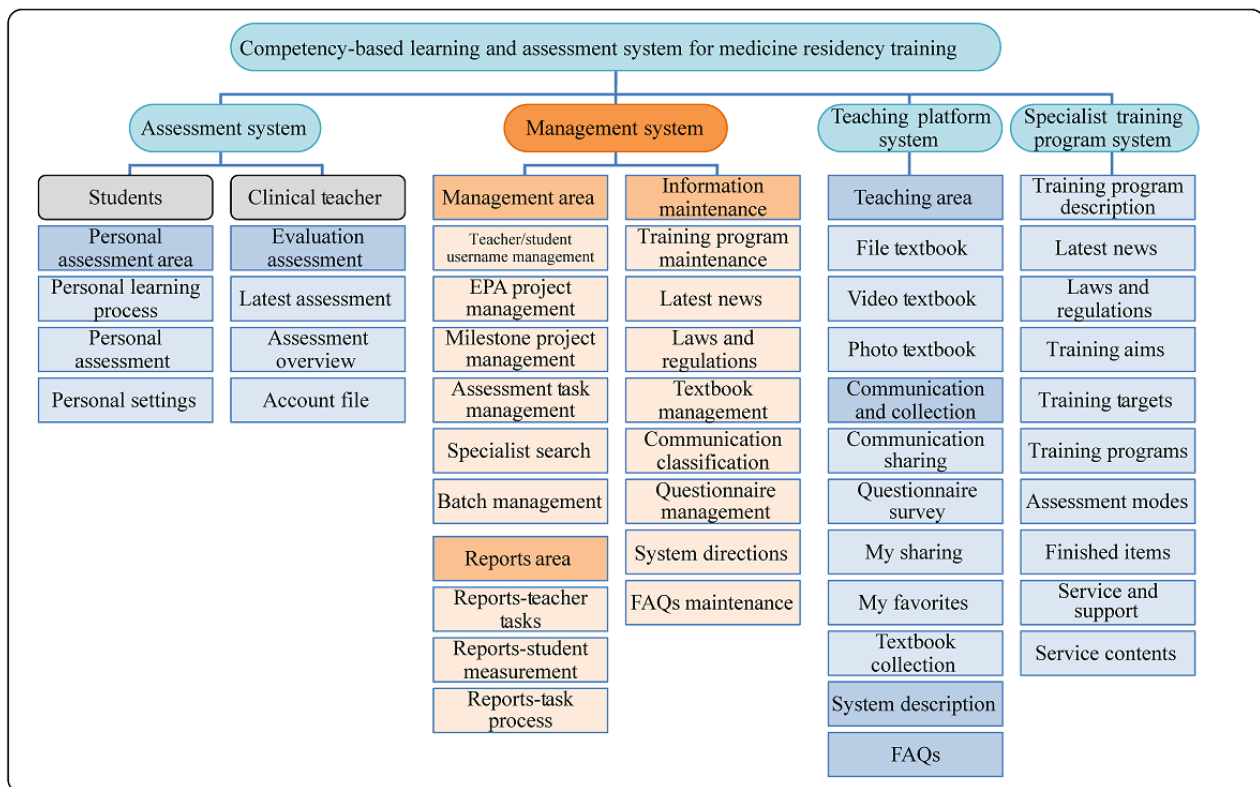 Competency-based learning and assessment system for medicine residency training
Assessment system
Students
Personal
assessment area
Personal learning
process
Personal
assessment
Personal settings
Clinical teacher
Evaluation
assessment
Latest assessment
Assessment
overview
Account file
Management system
Management area
Teacher/student
username management
EPA project
management
Milestone project
management
Assessment task
management
Specialist search
Batch management
Reports area
Reports-teacher
tasks
Reports-student
measurement
Reports-task
process
Information
maintenance
Training program
maintenance
Latest news
Laws and
regulations
Textbook
management
Communication
classification
Questionnaire
management
System directions
FAQs maintenance
Teaching platform
system
Teaching area
File textbook
Video textbook
Photo textbook
Communication
and collection
Communication
sharing
Questionnaire
survey
My sharing
My favorites
Textbook
collection
System description
FAQs
Specialist training
program system
Training program
description
Latest news
Laws and
regulations
Training aims
Training targets
Training programs
Assessment modes
Finished items
Service and
support
Service contents